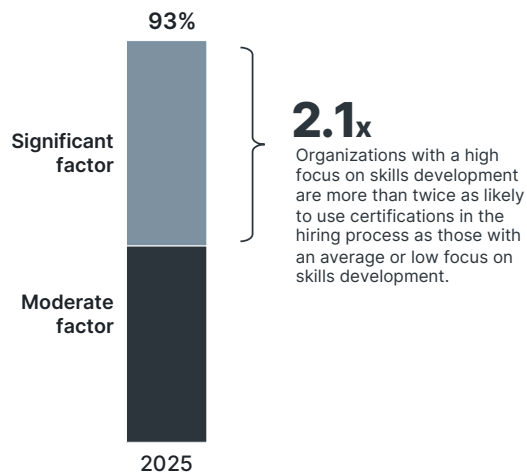 93%
Significant
factor
2.1x
Organizations with a high
focus on skills development
are more than twice as likely
to use certifications in the
hiring process as those with
an average or low focus on
skills development.
Moderate
factor
2025